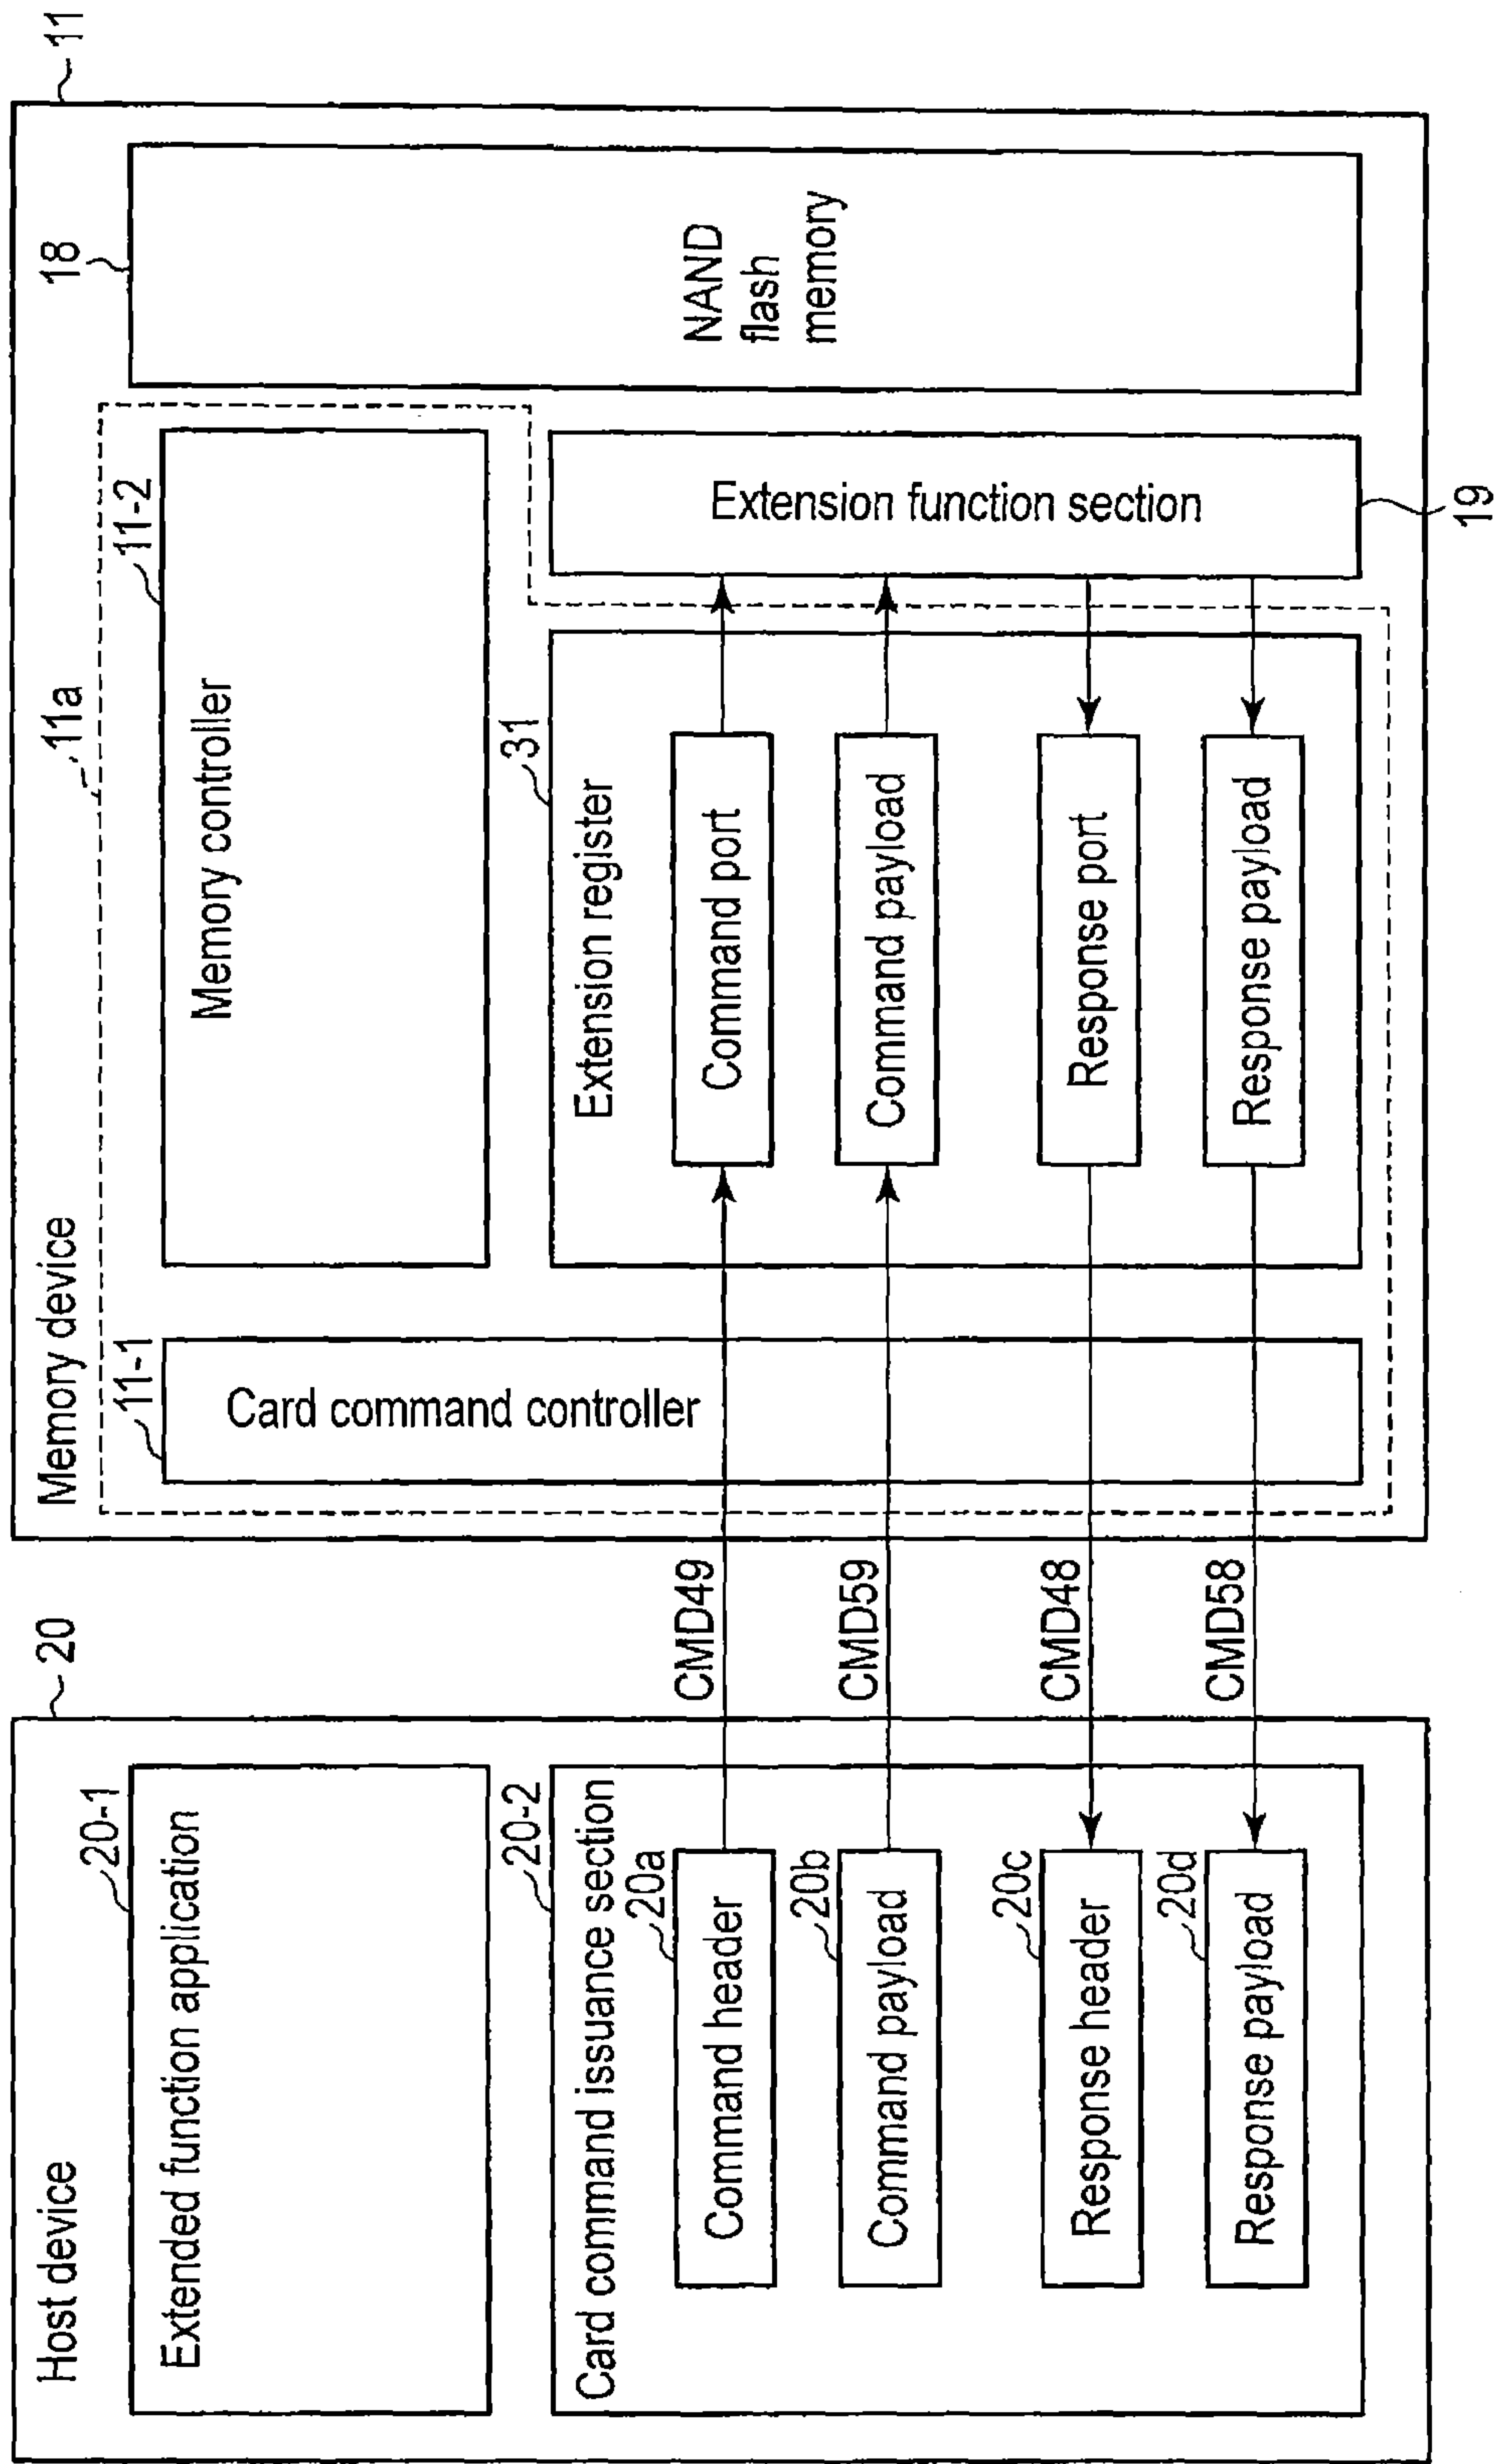 Host device
20
Extended function application
20-1
Card command issuance section
20-2
Command header
20a
Command payload
20b
Response header
20c
Response payload
20d
CMD49
CMD59
CMD48
CMD58
Memory device
11
11a
Card command controller
11-1
Memory controller
11-2
Extension register
31
Command port
Command payload
Response port
Response payload
Extension function section
19
NAND
flash
memory
18